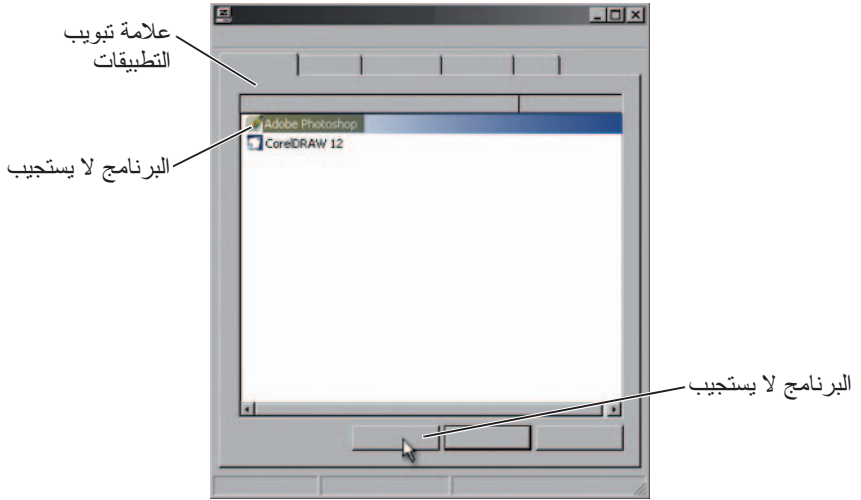 علامة تبويب
التطبيقات
Adobe Photoshop
CorelDRAW 12
البرنامج لا يستجيب
البرنامج لا يستجيب